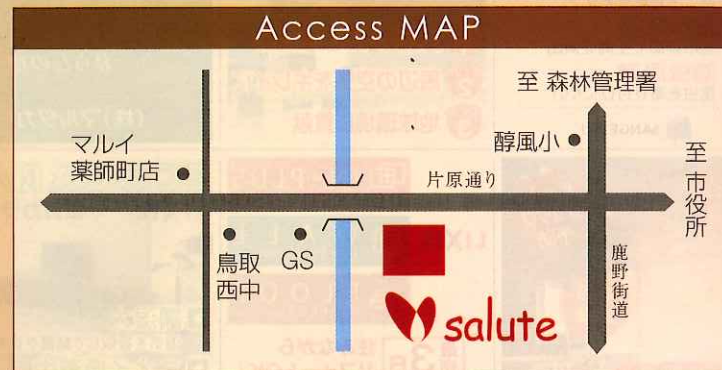 Access MAP
至 森林管理署
マルイ
薬師町店
醇風小
至 市役所
片原通り
鳥取
西中
GS
鹿野街道
salute